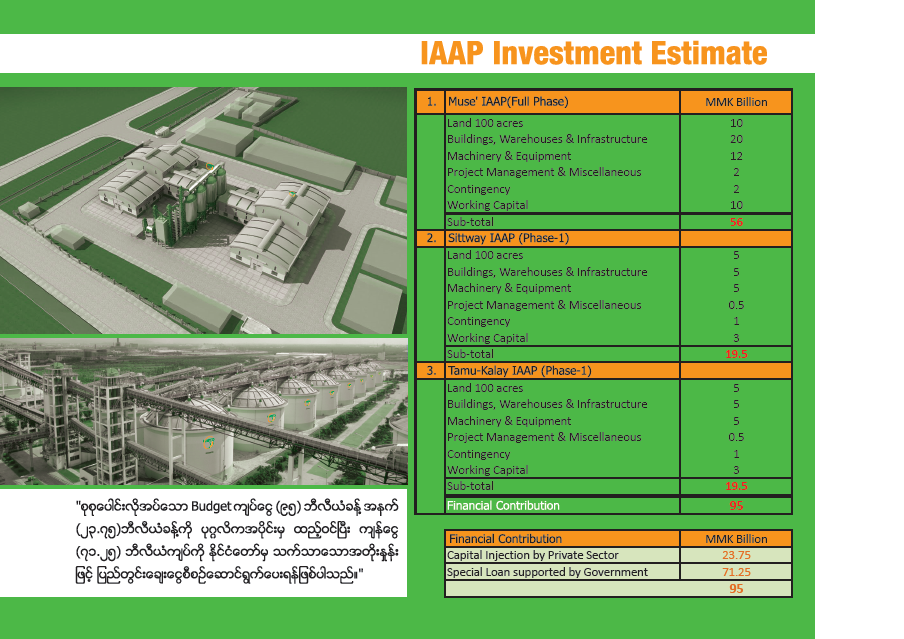 IAAP Investment Estimate
1. Muse' IAAP(Full Phase) MMK Billion
Land 100 acres 10
Buildings, Warehouses & Infrastructure 20
Machinery & Equipment 12
Project Management & Miscellaneous 2
Contingency 2
Working Capital 10
Sub-total 56
2. Sittway IAAP (Phase-1)
Land 100 acres 5
Buildings, Warehouses & Infrastructure 5
Machinery & Equipment 5
Project Management & Miscellaneous 0.5
Contingency 1
Working Capital 3
Sub-total 19.5
3. Tamu-Kalay IAAP (Phase-1)
Land 100 acres 5
Buildings, Warehouses & Infrastructure 5
Machinery & Equipment 5
Project Management & Miscellaneous 0.5
Contingency 1
Working Capital 3
Sub-total 19.5
Financial Contribution 95
"စုစုပေါင်းလိုအပ်သော Budget ကျပ်ငွေ (၉၅) ဘီလီယံခန့် အနက်
(၂၃.၇၅)ဘီလီယံခန့်ကို ပုဂ္ဂလိကအပိုင်းမှ ထည့်ဝင်ပြီး ကျန်ငွေ
(၇၁.၂၅) ဘီလီယံကျပ်ကို နိုင်ငံတော်မှ သက်သာသောအတိုးနှုန်း
ဖြင့် ပြည်တွင်းချေးငွေစီစဉ်ဆောင်ရွက်ပေးရန်ဖြစ်ပါသည်။"
Financial Contribution MMK Billion
Capital Injection by Private Sector 23.75
Special Loan supported by Government 71.25
95